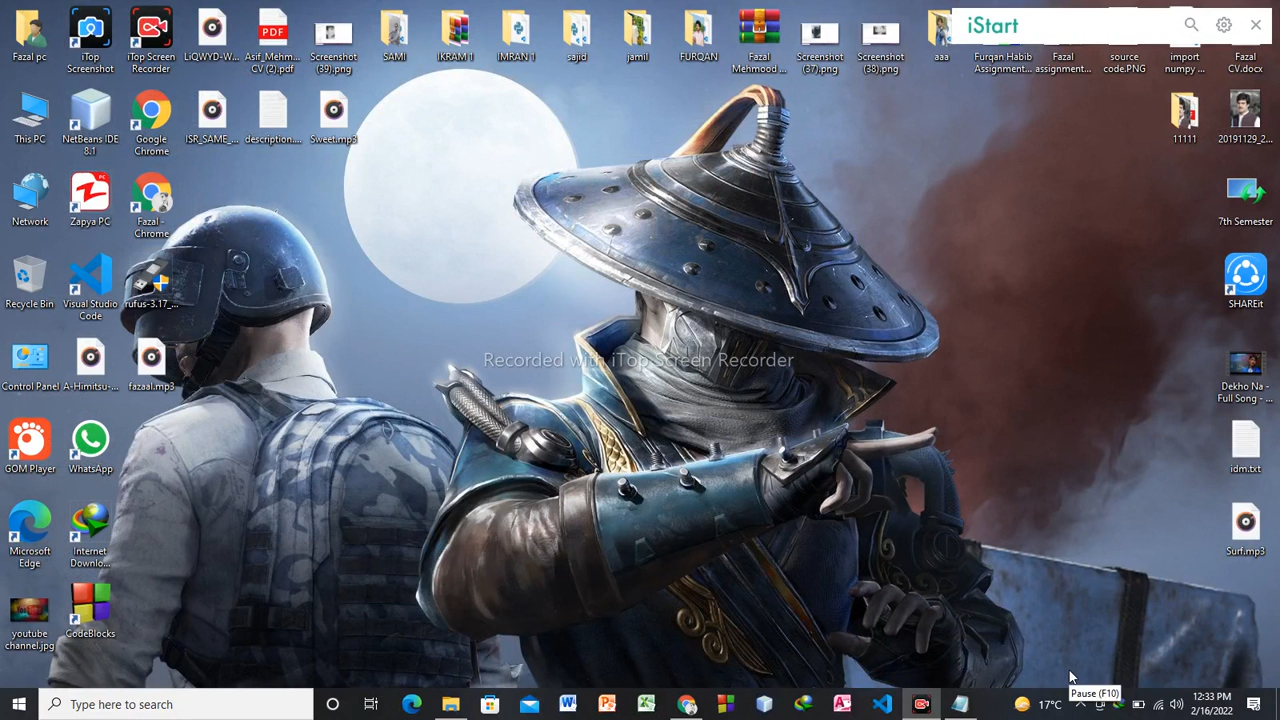 Fazal pc
iTop Screenshot
iTop Screen Recorder
LiQWYD-W...
Asif_Mehm... CV (2).pdf
PDF
Screenshot (39).png
SAMI
IKRAM 1
IMRAN 1
sajid
jamil
FURQAN
Fazal Mehmood ...
Screenshot (37).png
Screenshot (38).png
aaa
iStart
Furqan Habib Assignment...
Fazal assignment...
source code.PNG
import numpy ...
Fazal CV.docx
This PC
NetBeans IDE 8.1
Google Chrome
ISR_SAME_...
description....
Sweet.mp3
11111
20191129_2...
Network
Zapya PC
Fazal - Chrome
7th Semester
Recycle Bin
Visual Studio Code
rufus-3.17_...
SHAREit
Recorded with iTop Screen Recorder
Control Panel
A-Himitsu-...
fazaal.mp3
Dekho Na - Full Song - ...
GOM Player
WhatsApp
idm.txt
Microsoft Edge
Internet Downlo...
Surf.mp3
youtube channel.jpg
CodeBlocks
Pause (F10)
Type here to search
17°C
12:33 PM
2/16/2022